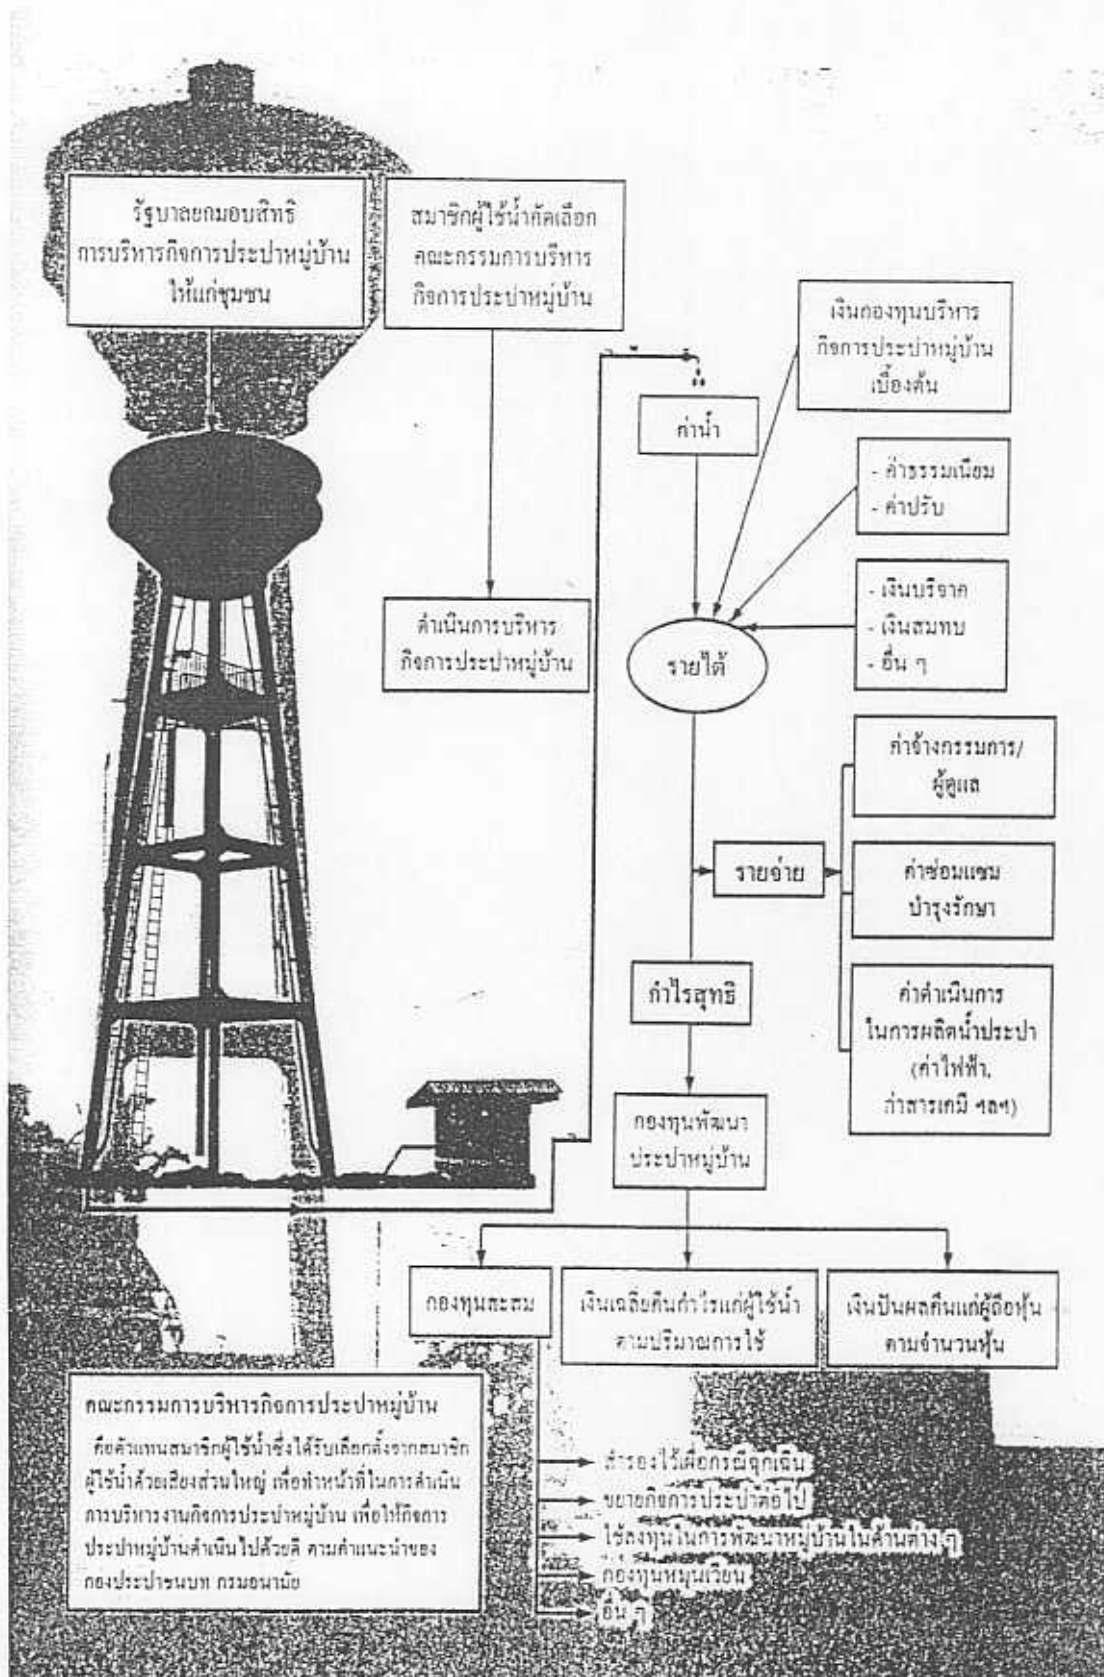 รัฐบาลยกมอบสิทธิ
การบริหารกิจการประปาหมู่บ้าน
ให้แก่ชุมชน
สมาชิกผู้ใช้น้ำคัดเลือก
คณะกรรมการบริหาร
กิจการประปาหมู่บ้าน
เงินกองทุนบริหาร
กิจการประปาหมู่บ้าน
เบื้องต้น
ค่าน้ำ
- ค่าธรรมเนียม
- ค่าปรับ
- เงินบริจาค
- เงินสมทบ
- อื่น ๆ
ดำเนินการบริหาร
กิจการประปาหมู่บ้าน
รายได้
ค่าจ้างกรรมการ/
ผู้ดูแล
รายจ่าย
ค่าซ่อมแซม
บำรุงรักษา
กำไรสุทธิ
ค่าดำเนินการ
ในการผลิตน้ำประปา
(ค่าไฟฟ้า,
ค่าสารเคมี ฯลฯ)
กองทุนพัฒนา
ประปาหมู่บ้าน
กองทุนสะสม
เงินเฉลี่ยคืนกำไรแก่ผู้ใช้น้ำ
ตามปริมาณการใช้
เงินปันผลคืนแก่ผู้ถือหุ้น
ตามจำนวนหุ้น
คณะกรรมการบริหารกิจการประปาหมู่บ้าน
คือตัวแทนสมาชิกผู้ใช้น้ำซึ่งได้รับเลือกตั้งจากสมาชิก
ผู้ใช้น้ำด้วยเสียงส่วนใหญ่ เพื่อทำหน้าที่ในการดำเนิน
การบริหารงานกิจการประปาหมู่บ้าน เพื่อให้กิจการ
ประปาหมู่บ้านดำเนินไปด้วยดี ตามคำแนะนำของ
กองประปาชนบท กรมอนามัย
สำรองไว้เผื่อกรณีฉุกเฉิน
ขยายกิจการประปาต่อไป
ใช้ลงทุนในการพัฒนาหมู่บ้านในด้านต่าง ๆ
กองทุนหมุนเวียน
อื่น ๆ